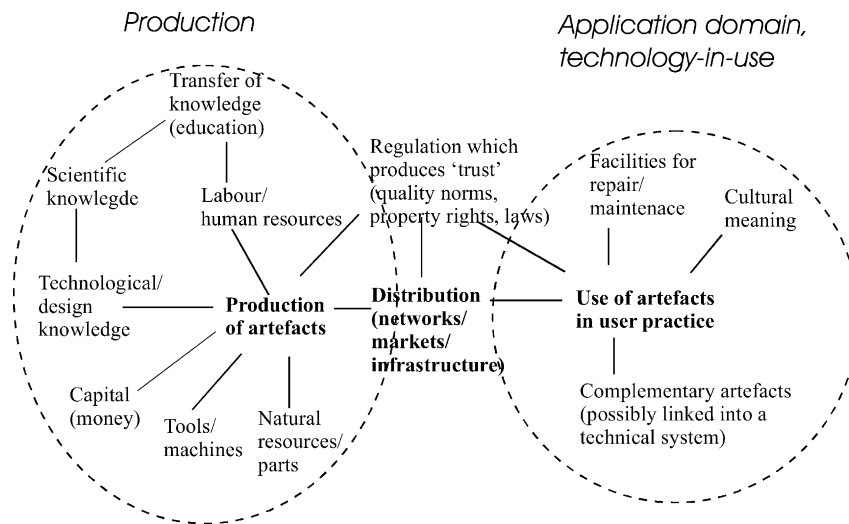 Production
Application domain,
technology-in-use
Transfer of
knowledge
(education)
Regulation which
produces ‘trust’
(quality norms,
property rights, laws)
Facilities for
repair/
maintenace
Scientific
knowlegde
Labour/
human resources
Cultural
meaning
Technological/
design
knowledge
Production
of artefacts
Distribution
(networks/
markets/
infrastructure)
Use of artefacts
in user practice
Capital
(money)
Tools/
machines
Natural
resources/
parts
Complementary artefacts
(possibly linked into a
technical system)